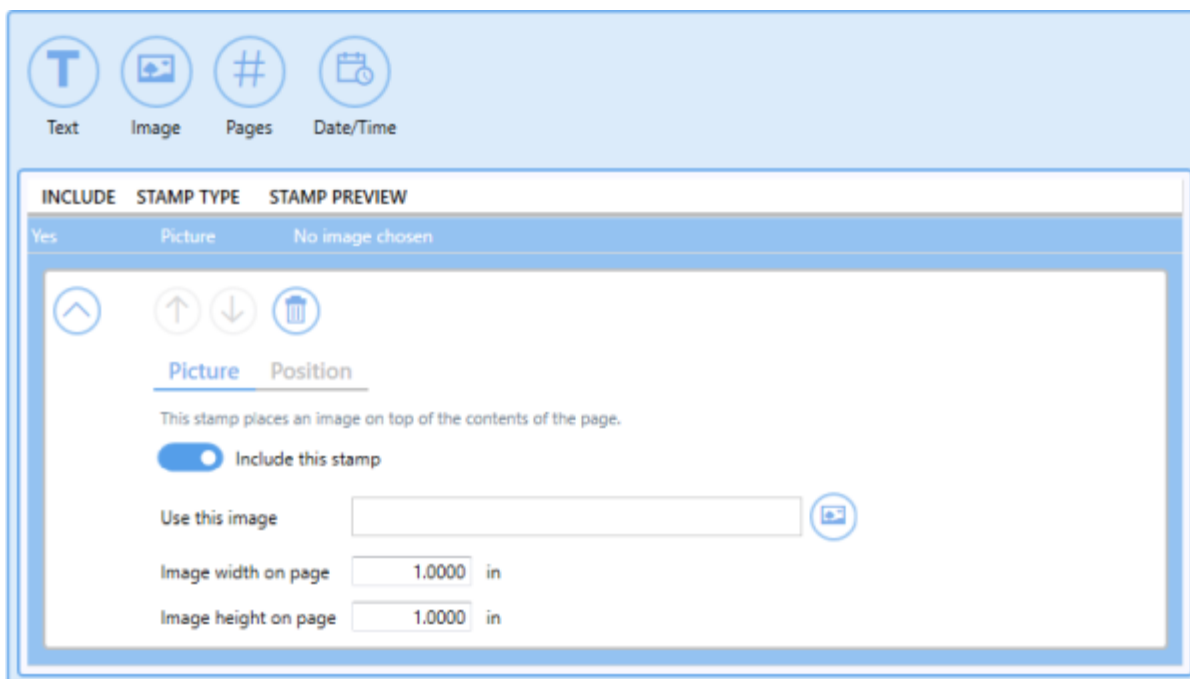 T
Text Image Pages Date/Time
#
INCLUDE STAMP TYPE STAMP PREVIEW
Yes Picture No image chosen
Picture Position
This stamp places an image on top of the contents of the page.
Include this stamp
Use this image
Image width on page 1.0000 in
Image height on page 1.0000 in